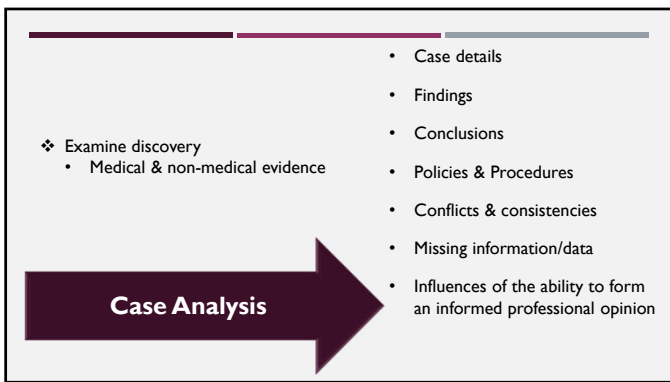 ❖ Examine discovery
• Medical & non-medical evidence
Case Analysis
• Case details
• Findings
• Conclusions
• Policies & Procedures
• Conflicts & consistencies
• Missing information/data
• Influences of the ability to form
an informed professional opinion